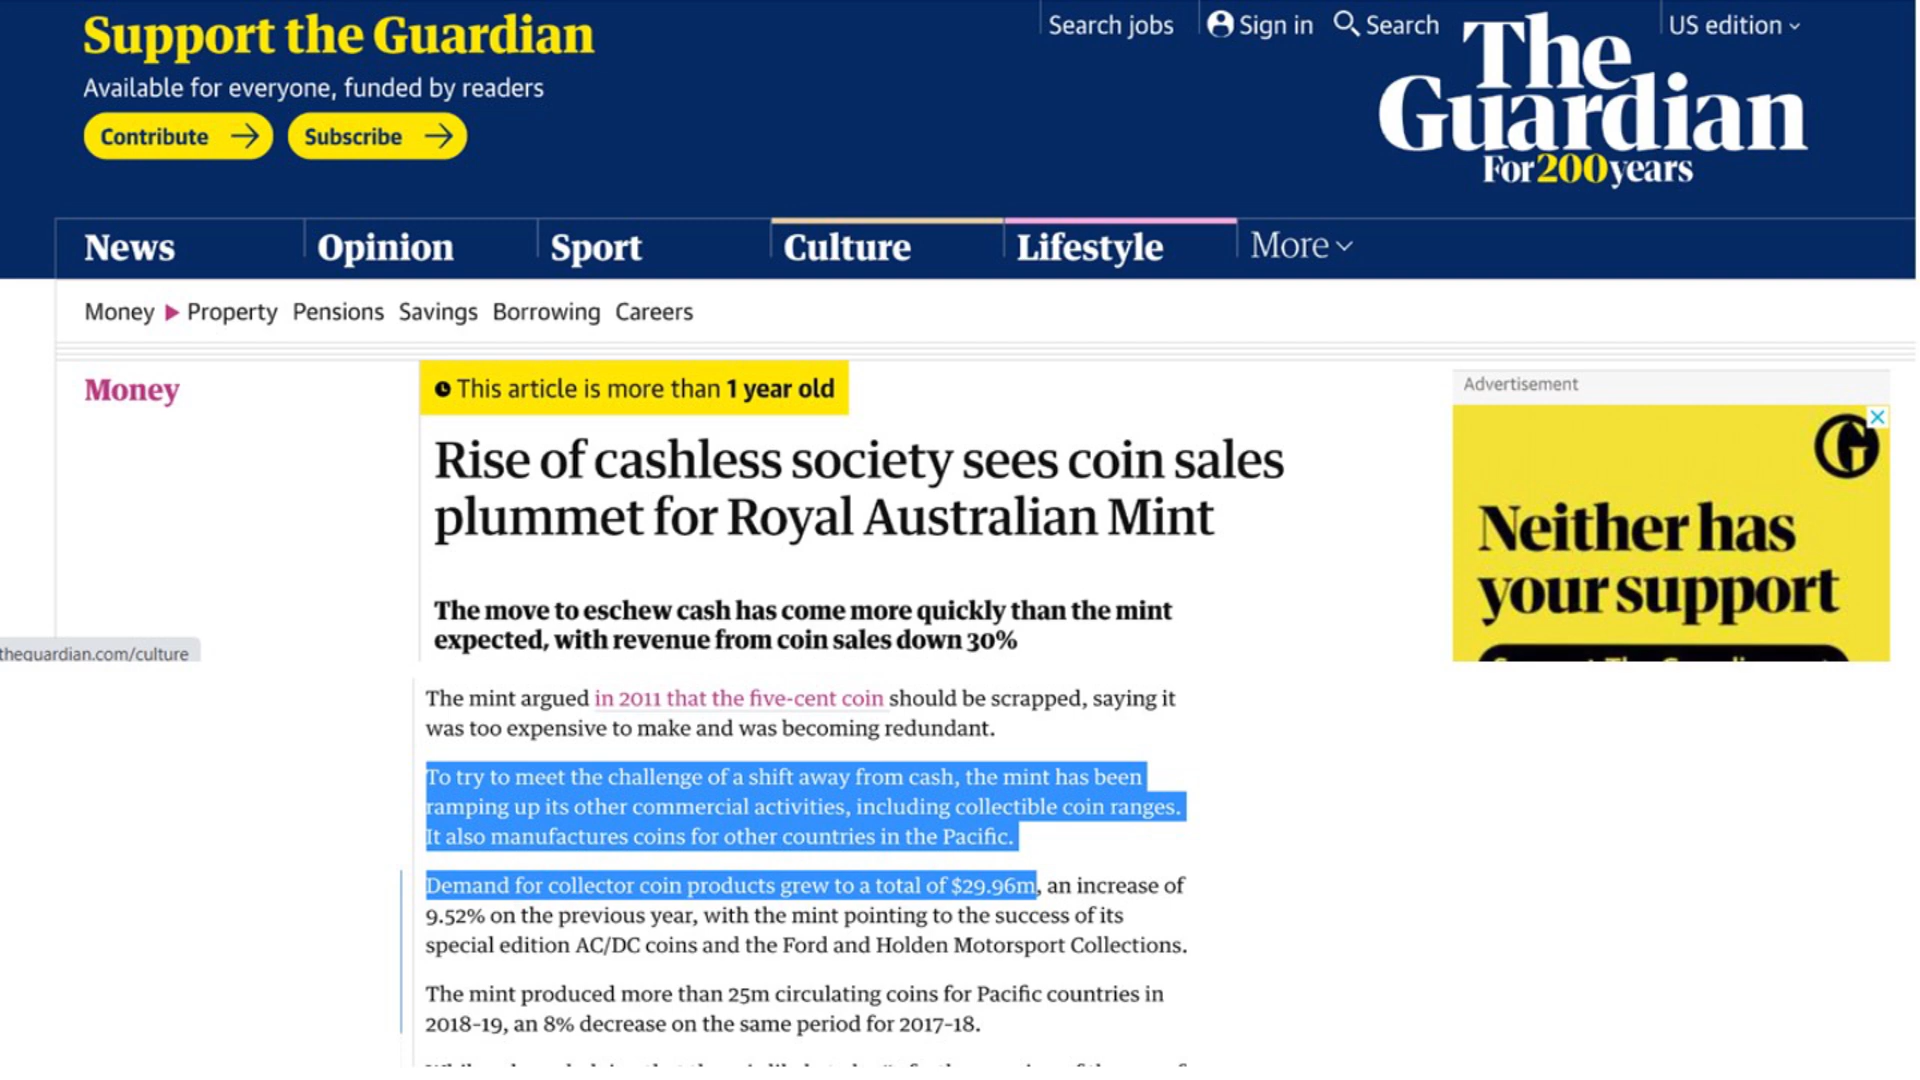 Support the Guardian
Available for everyone, funded by readers
Contribute → Subscribe →
Search jobs Sign in Search US edition
The
Guardian
For 200 years
News Opinion Sport Culture Lifestyle More
Money ▶ Property Pensions Savings Borrowing Careers
Money
This article is more than 1 year old
Rise of cashless society sees coin sales
plummet for Royal Australian Mint
The move to eschew cash has come more quickly than the mint
expected, with revenue from coin sales down 30%
Advertisement
G
Neither has
your support
theguardian.com/culture
The mint argued in 2011 that the five-cent coin should be scrapped, saying it
was too expensive to make and was becoming redundant.
To try to meet the challenge of a shift away from cash, the mint has been
ramping up its other commercial activities, including collectible coin ranges.
It also manufactures coins for other countries in the Pacific.
Demand for collector coin products grew to a total of $29.96m, an increase of
9.52% on the previous year, with the mint pointing to the success of its
special edition AC/DC coins and the Ford and Holden Motorsport Collections.
The mint produced more than 25m circulating coins for Pacific countries in
2018-19, an 8% decrease on the same period for 2017-18.